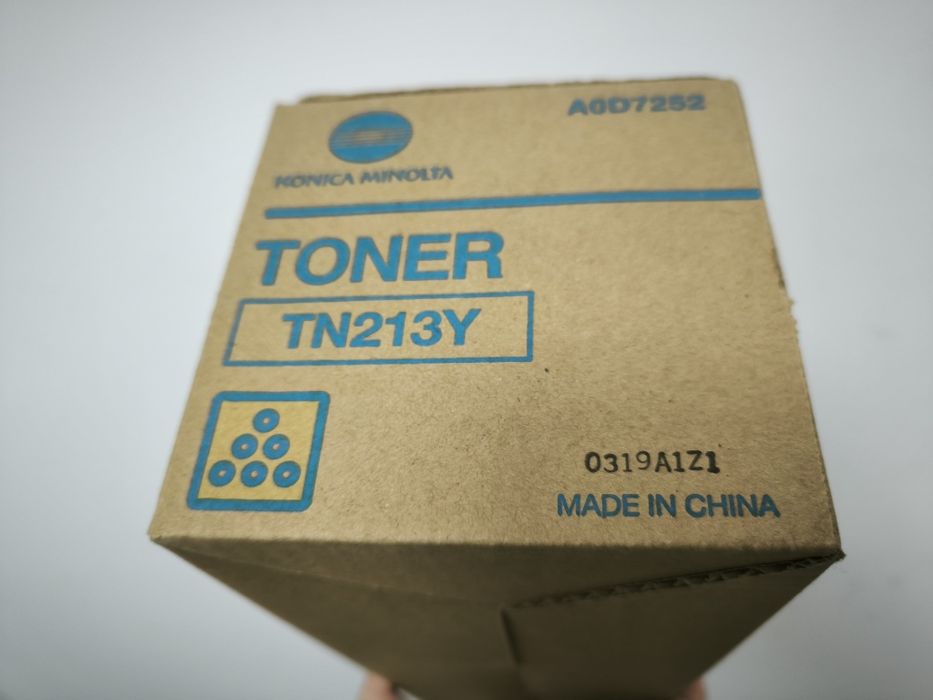 A0D7252
KONICA MINOLTA
TONER
TN213Y
0319A1Z1
MADE IN CHINA